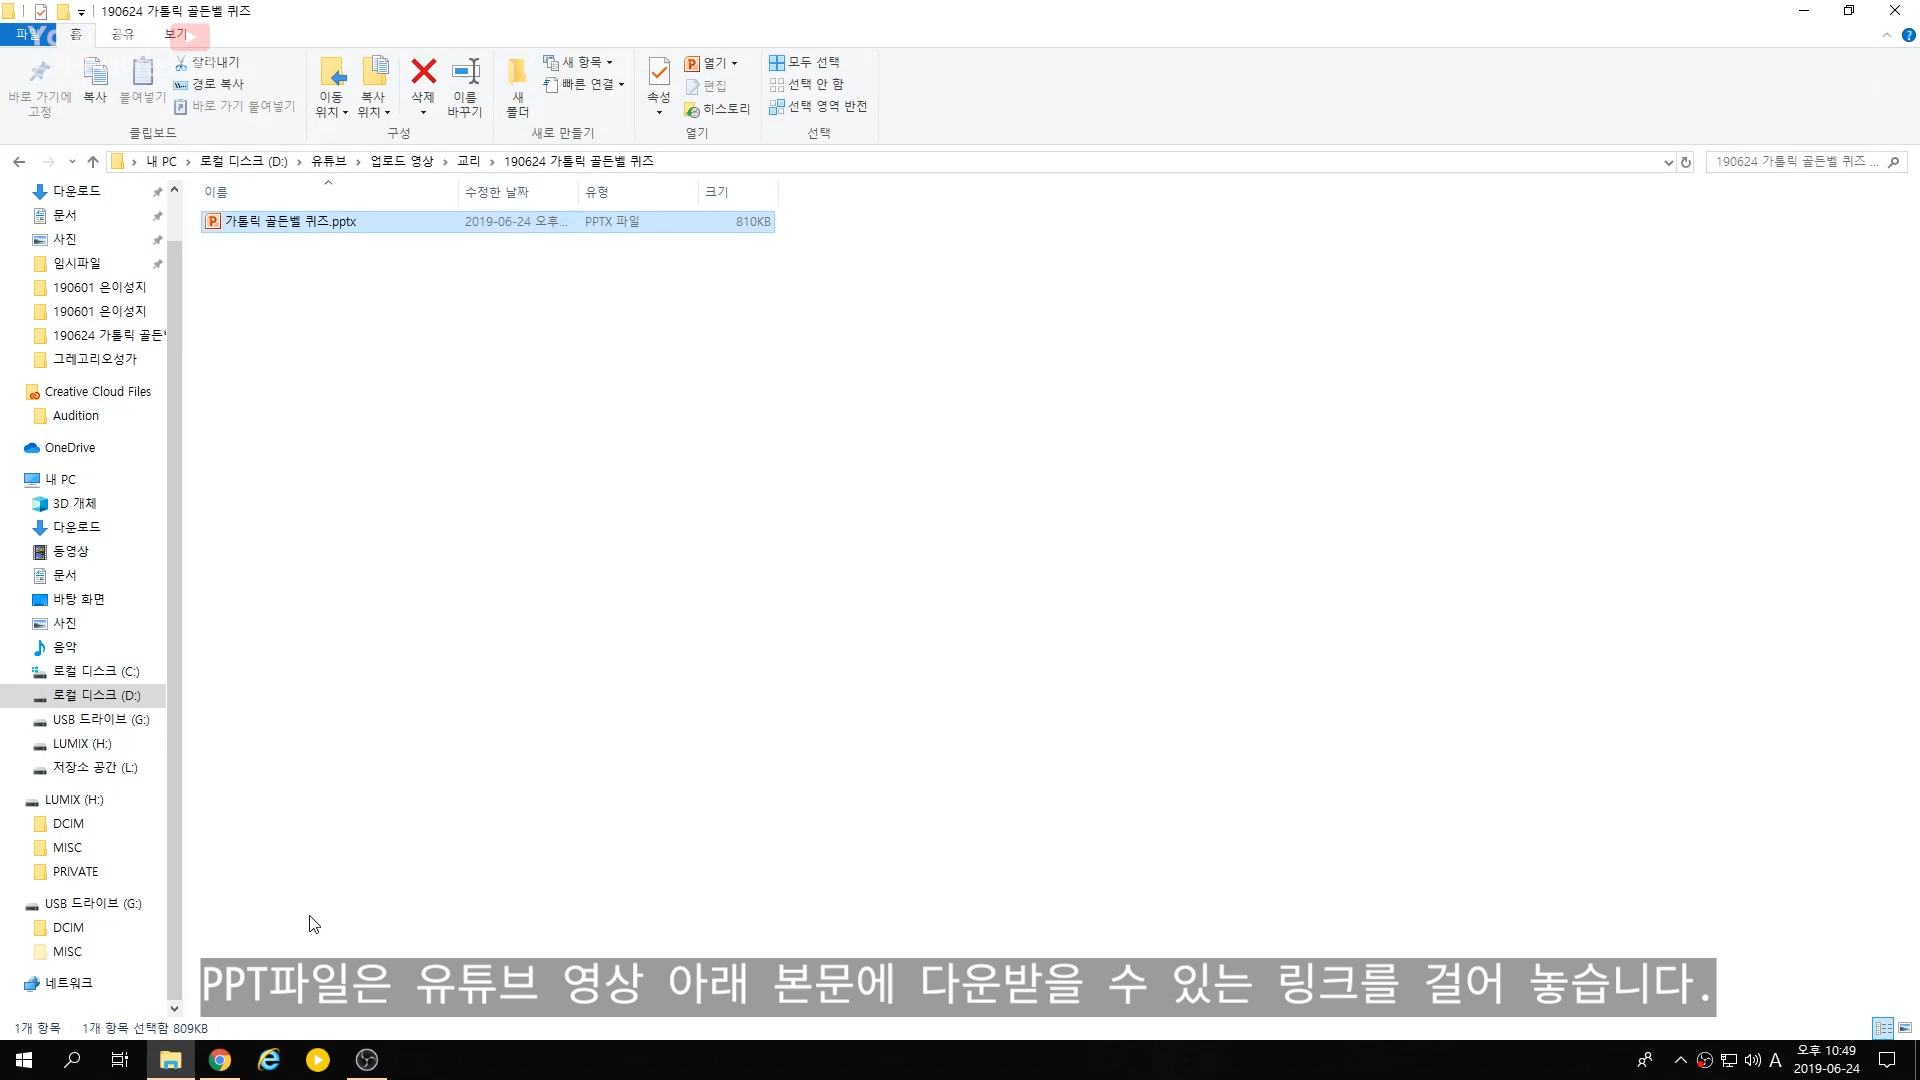 190624 가톨릭 골든벨 퀴즈
파일 홈 공유 보기
바로 가기에 고정
복사
붙여넣기
잘라내기
경로 복사
바로 가기 붙여넣기
클립보드
이동 위치
복사 위치
삭제
이름 바꾸기
구성
새 폴더
새 항목
빠른 연결
새로 만들기
속성
열기
편집
히스토리
열기
모두 선택
선택 안 함
선택 영역 반전
선택
내 PC 로컬 디스크 (D:) 유튜브 업로드 영상 교리 190624 가톨릭 골든벨 퀴즈
190624 가톨릭 골든벨 퀴즈 ...
이름 수정한 날짜 유형 크기
가톨릭 골든벨 퀴즈.pptx 2019-06-24 오후... PPTX 파일 810KB
다운로드
문서
사진
임시파일
190601 은이성지
190601 은이성지
190624 가톨릭 골든
그레고리오성가
Creative Cloud Files
Audition
OneDrive
내 PC
3D 개체
다운로드
동영상
문서
바탕 화면
사진
음악
로컬 디스크 (C:)
로컬 디스크 (D:)
USB 드라이브 (G:)
LUMIX (H:)
저장소 공간 (L:)
LUMIX (H:)
DCIM
MISC
PRIVATE
USB 드라이브 (G:)
DCIM
MISC
네트워크
PPT파일은 유튜브 영상 아래 본문에 다운받을 수 있는 링크를 걸어 놓습니다.
1개 항목 1개 항목 선택함 809KB
A
오후 10:49
2019-06-24